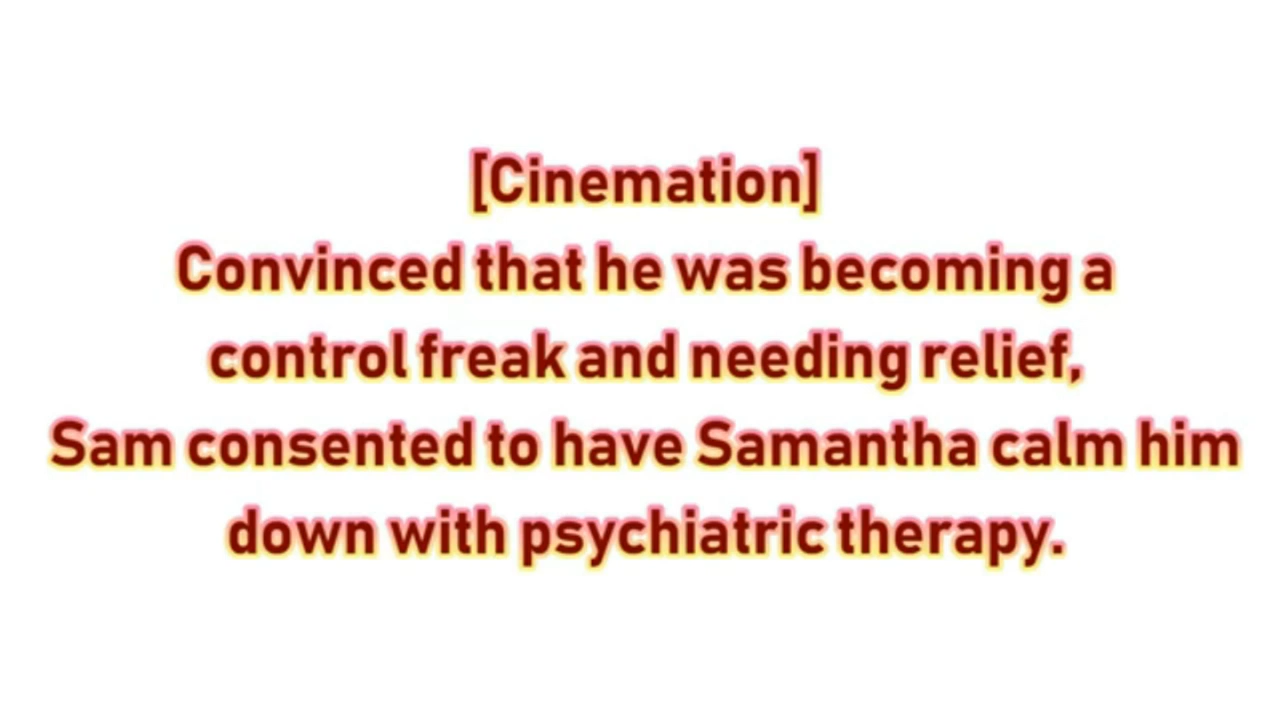 [Cinemation]
Convinced that he was becoming a
control freak and needing relief,
Sam consented to have Samantha calm him
down with psychiatric therapy.